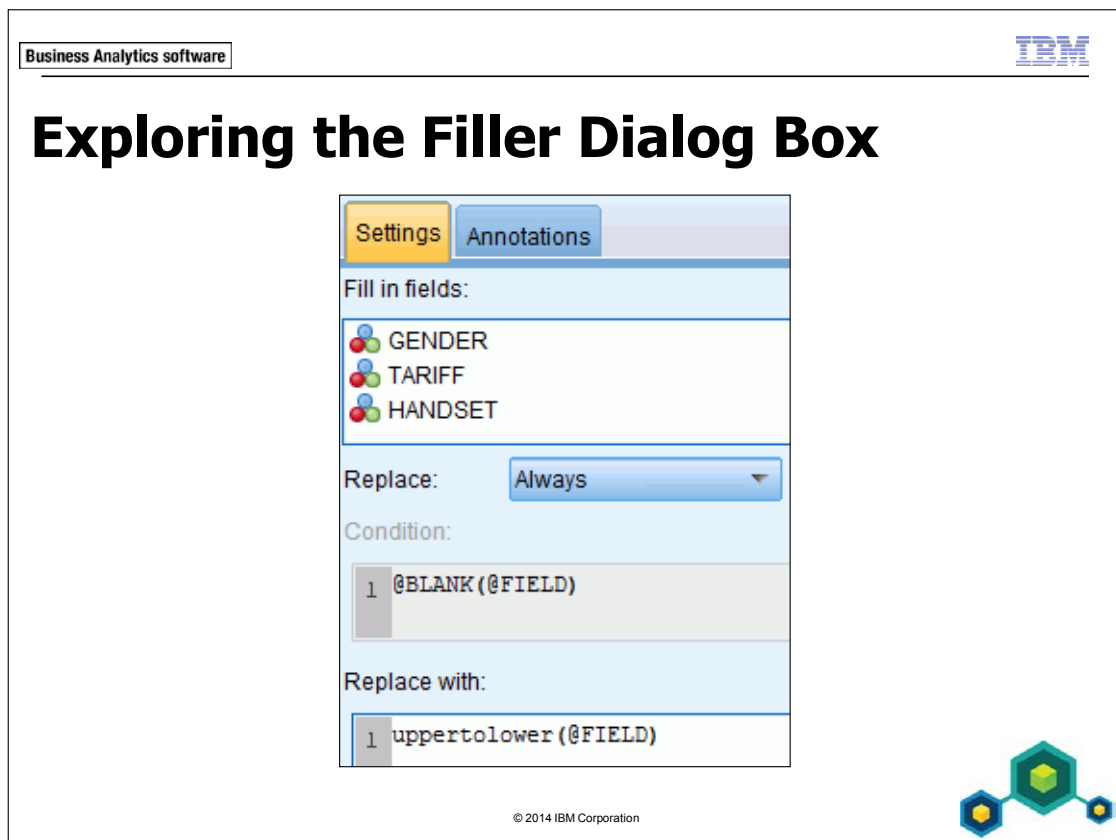 Business Analytics software
IBM
Exploring the Filler Dialog Box
Settings
Annotations
Fill in fields:
GENDER
TARIFF
HANDSET
Replace:
Always
Condition:
1 @BLANK(@FIELD)
Replace with:
1 uppertolower(@FIELD)
© 2014 IBM Corporation